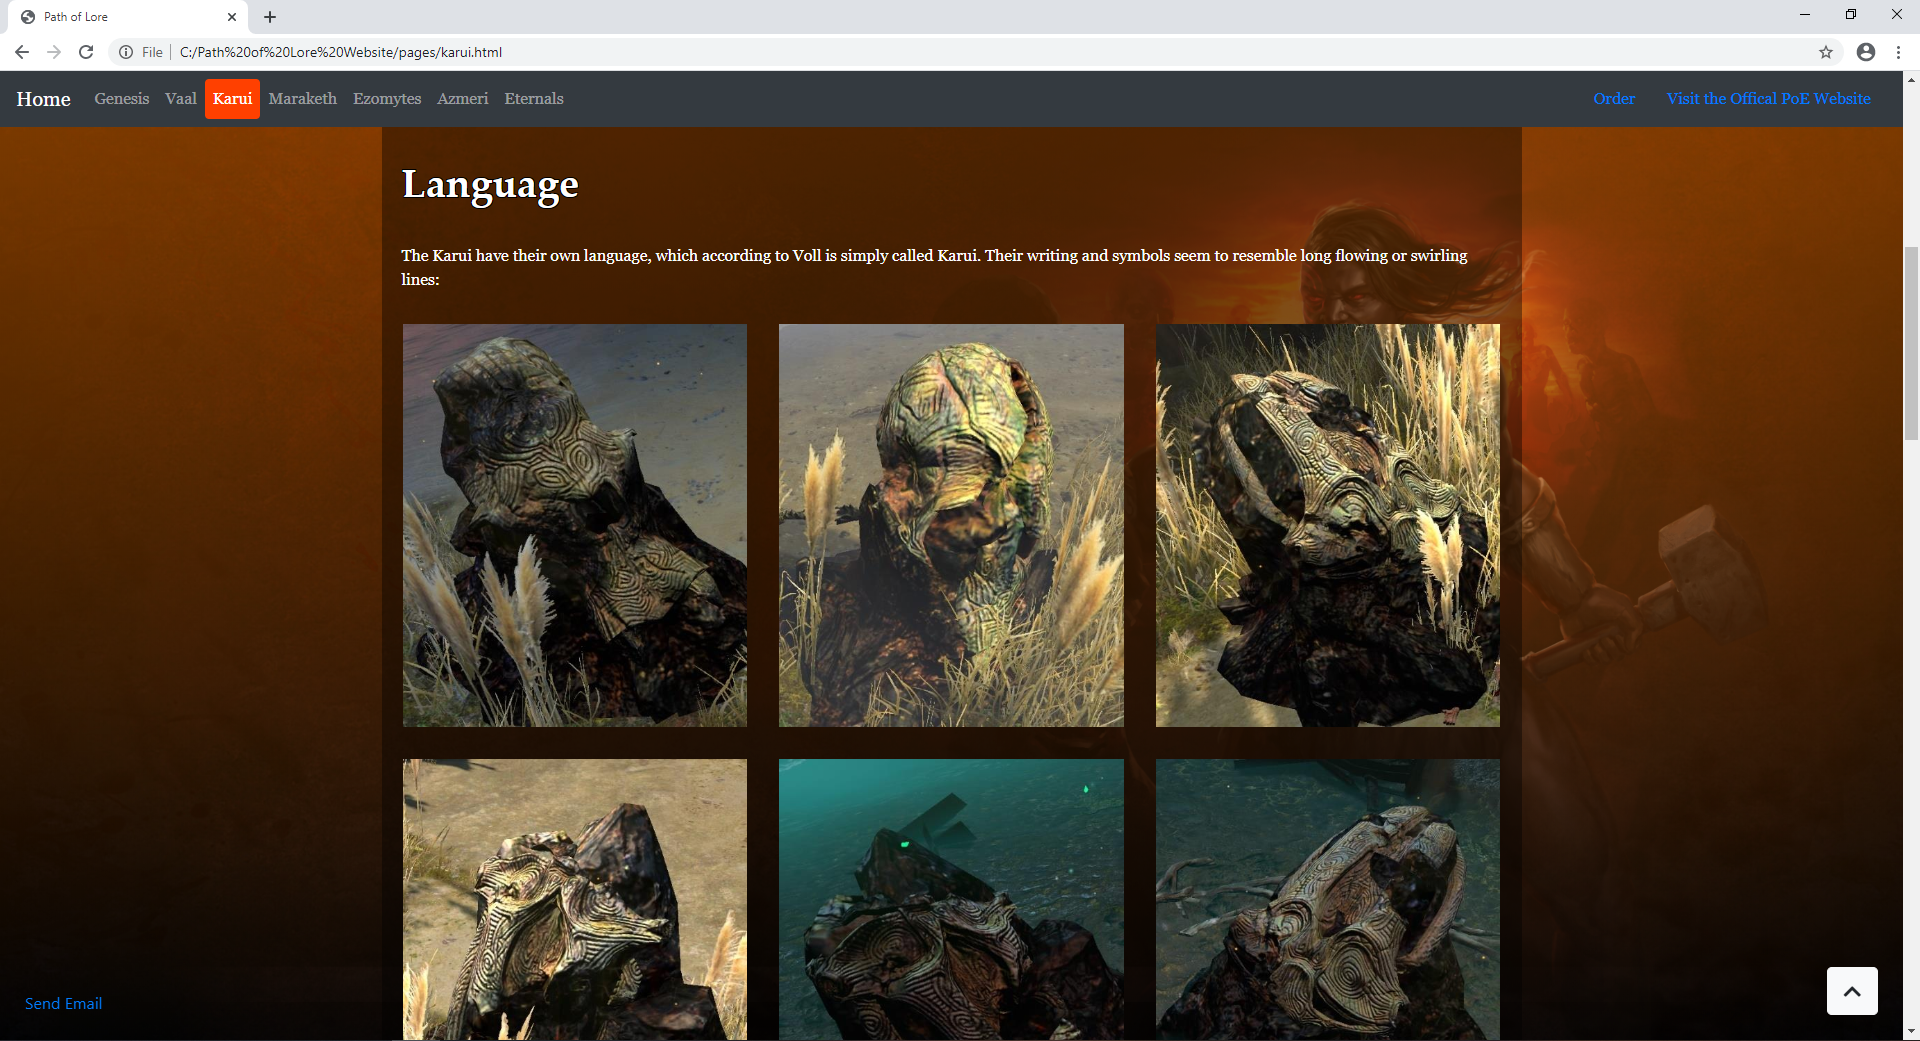 Path of Lore
File
C:/Path%20of%20Lore%20Website/pages/karui.html
Home Genesis Vaal Karui Maraketh Ezomytes Azmeri Eternals Order Visit the Offical PoE Website
Language
The Karui have their own language, which according to Voll is simply called Karui. Their writing and symbols seem to resemble long flowing or swirling
lines:
Send Email